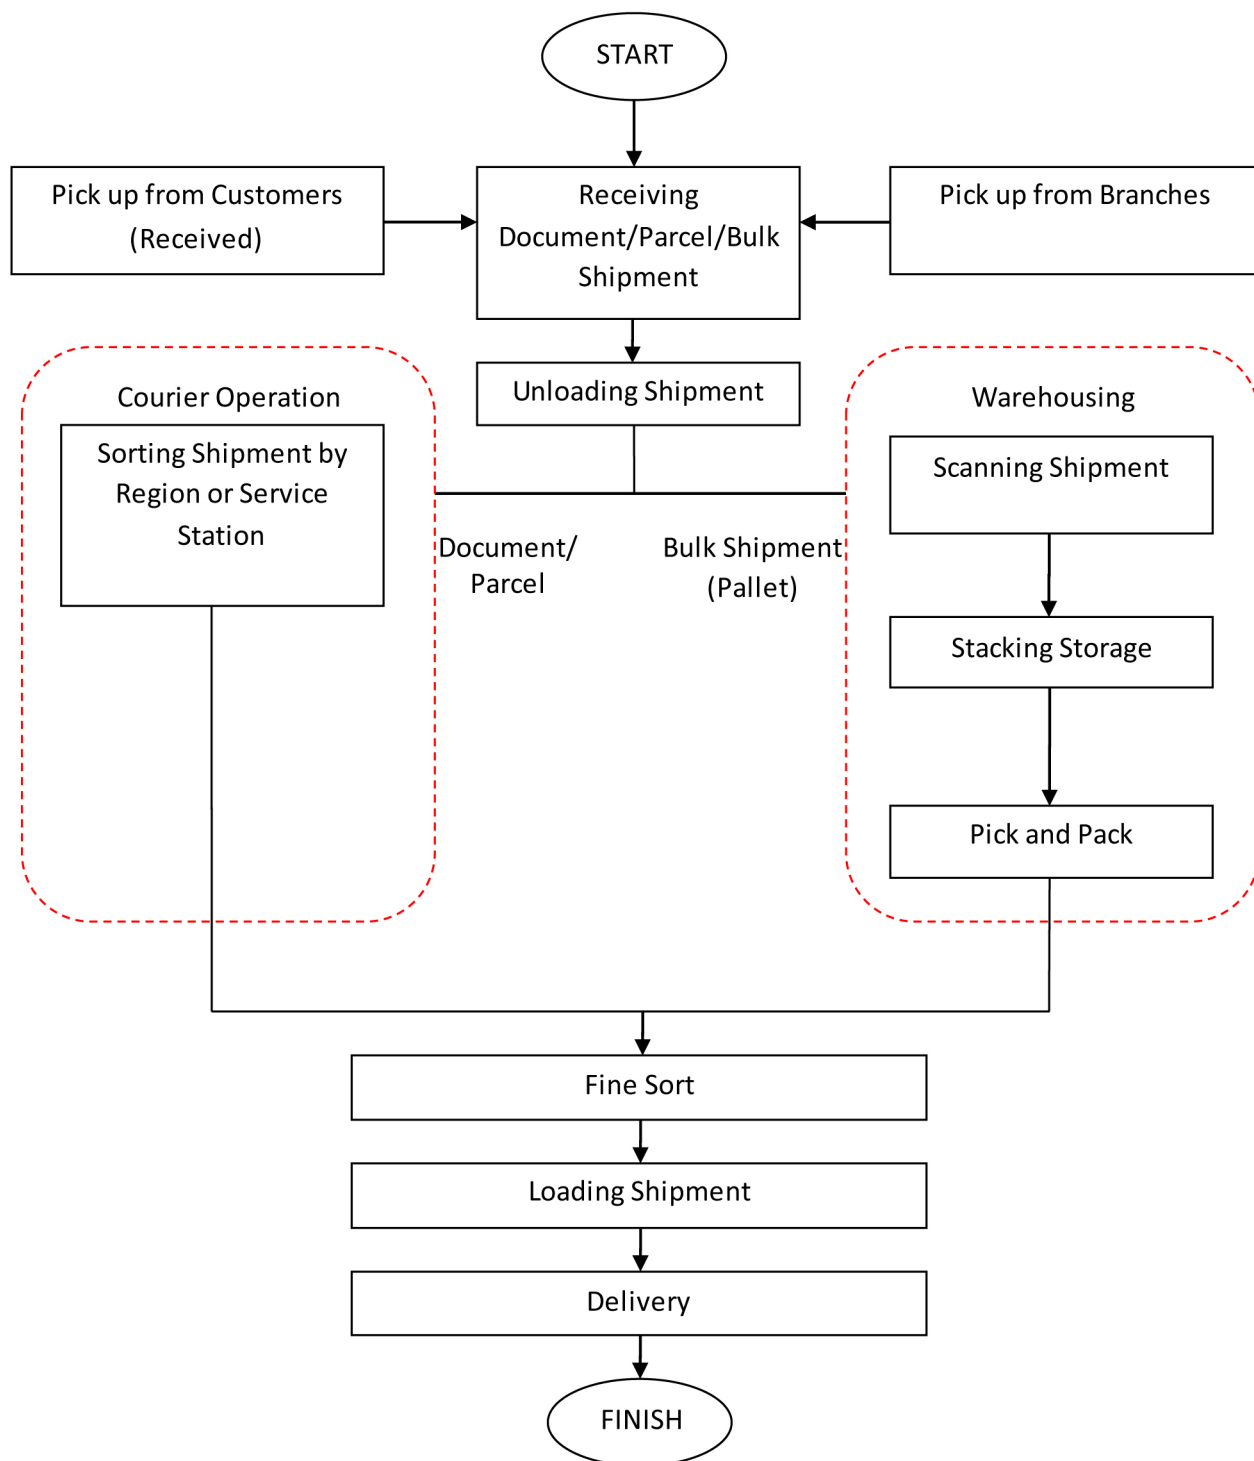 START
Pick up from Customers
(Received)
Receiving
Document/Parcel/Bulk
Shipment
Pick up from Branches
Unloading Shipment
Courier Operation
Sorting Shipment by
Region or Service
Station
Document/
Parcel
Bulk Shipment
(Pallet)
Warehousing
Scanning Shipment
Stacking Storage
Pick and Pack
Fine Sort
Loading Shipment
Delivery
FINISH